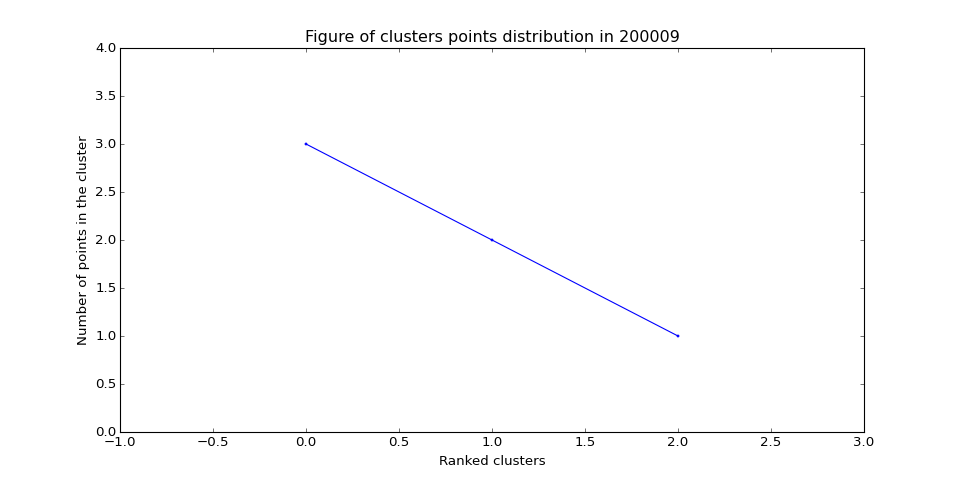 Figure of clusters points distribution in 200009
4.0
3.5
3.0
2.5
2.0
1.5
1.0
0.5
0.0
Number of points in the cluster
−1.0 −0.5 0.0 0.5 1.0 1.5 2.0 2.5 3.0
Ranked clusters